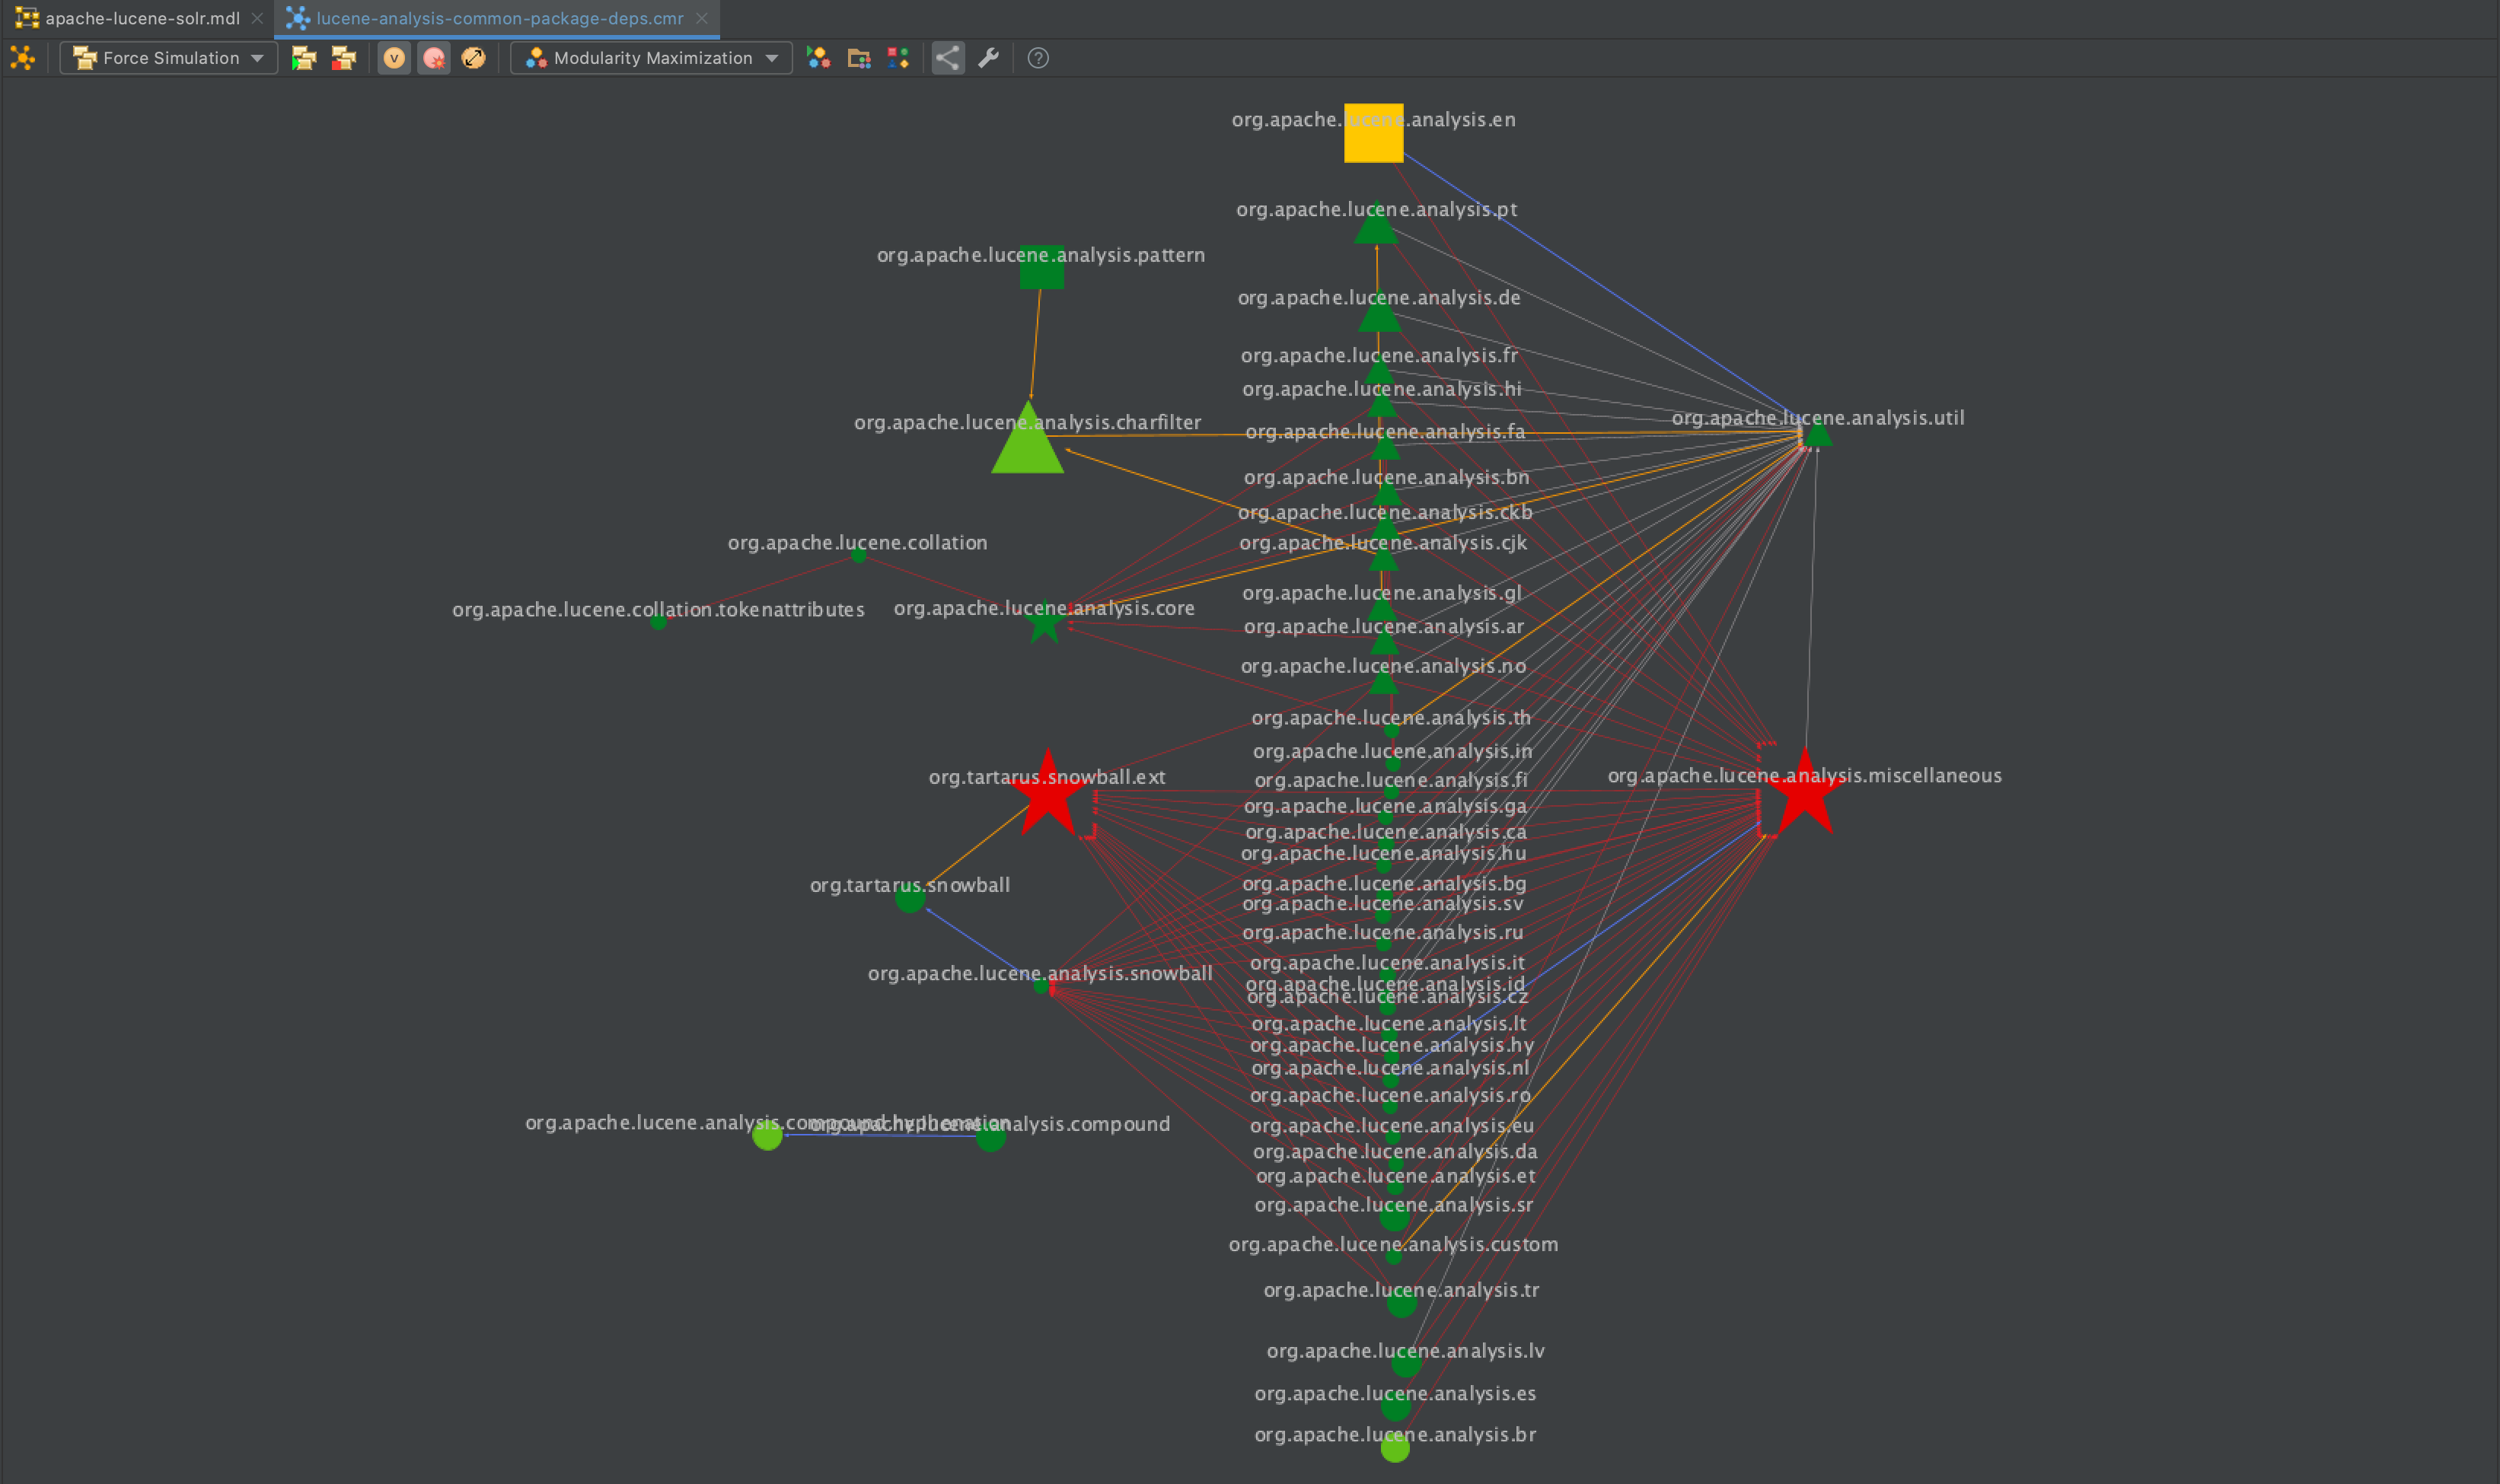 apache-lucene-solr.mdl
lucene-analysis-common-package-deps.cmr
Force Simulation
v
Modularity Maximization
?
org.apache.lucene.analysis.en
org.apache.lucene.analysis.pt
org.apache.lucene.analysis.pattern
org.apache.lucene.analysis.de
org.apache.lucene.analysis.fr
org.apache.lucene.analysis.hi
org.apache.lucene.analysis.charfilter
org.apache.lucene.analysis.fa
org.apache.lucene.analysis.util
org.apache.lucene.analysis.bn
org.apache.lucene.analysis.ckb
org.apache.lucene.collation
org.apache.lucene.analysis.cjk
org.apache.lucene.analysis.gl
org.apache.lucene.collation.tokenattributes
org.apache.lucene.analysis.core
org.apache.lucene.analysis.ar
org.apache.lucene.analysis.no
org.apache.lucene.analysis.th
org.apache.lucene.analysis.in
org.tartarus.snowball.ext
org.apache.lucene.analysis.fi
org.apache.lucene.analysis.miscellaneous
org.apache.lucene.analysis.ga
org.apache.lucene.analysis.ca
org.apache.lucene.analysis.hu
org.tartarus.snowball
org.apache.lucene.analysis.bg
org.apache.lucene.analysis.sv
org.apache.lucene.analysis.ru
org.apache.lucene.analysis.it
org.apache.lucene.analysis.snowball
org.apache.lucene.analysis.id
org.apache.lucene.analysis.cz
org.apache.lucene.analysis.lt
org.apache.lucene.analysis.hy
org.apache.lucene.analysis.nl
org.apache.lucene.analysis.ro
org.apache.lucene.analysis.compound.hyphenation
org.apache.lucene.analysis.compound
org.apache.lucene.analysis.eu
org.apache.lucene.analysis.da
org.apache.lucene.analysis.et
org.apache.lucene.analysis.sr
org.apache.lucene.analysis.custom
org.apache.lucene.analysis.tr
org.apache.lucene.analysis.lv
org.apache.lucene.analysis.es
org.apache.lucene.analysis.br